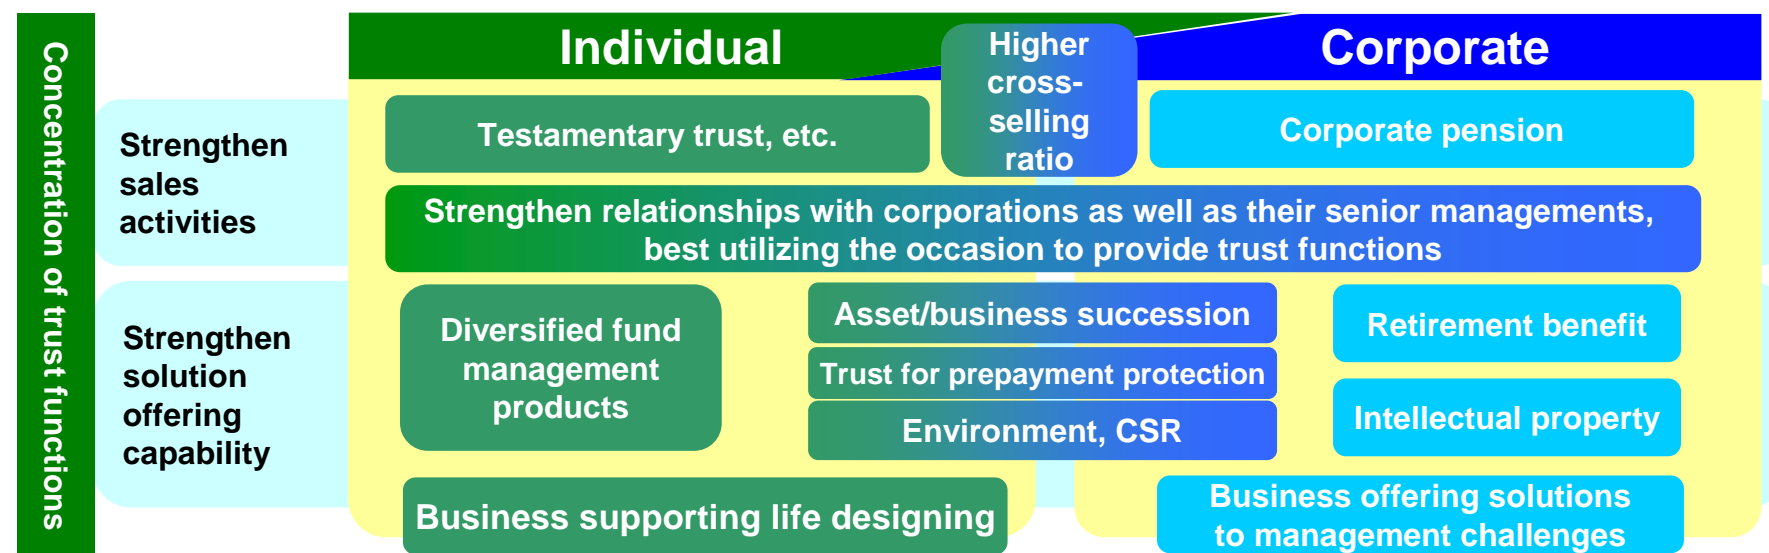 Concentration of trust functions
Individual
Higher
cross-
selling
ratio
Corporate
Strengthen
sales
activities
Testamentary trust, etc.
Corporate pension
Strengthen relationships with corporations as well as their senior managements,
best utilizing the occasion to provide trust functions
Strengthen
solution
offering
capability
Diversified fund
management
products
Asset/business succession
Trust for prepayment protection
Environment, CSR
Retirement benefit
Intellectual property
Business supporting life designing
Business offering solutions
to management challenges